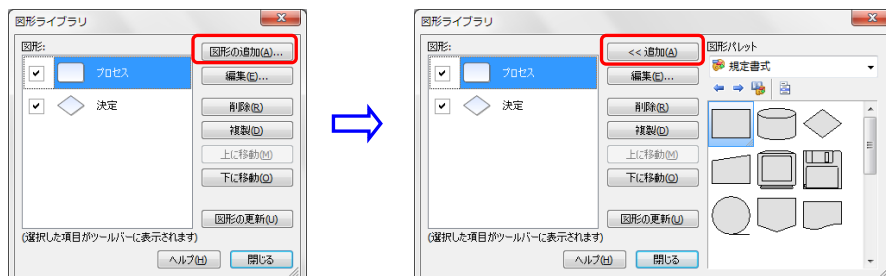 図形ライブラリ
図形:
プロセス
決定
図形の追加(A)...
編集(E)...
削除(R)
複製(D)
上に移動(M)
下に移動(O)
図形の更新(U)
(選択した項目がツールバーに表示されます)
ヘルプ(H)
閉じる
図形ライブラリ
図形:
プロセス
決定
<< 追加(A)
編集(E)...
削除(R)
複製(D)
上に移動(M)
下に移動(O)
図形の更新(U)
(選択した項目がツールバーに表示されます)
ヘルプ(H)
閉じる
図形パレット
規定書式